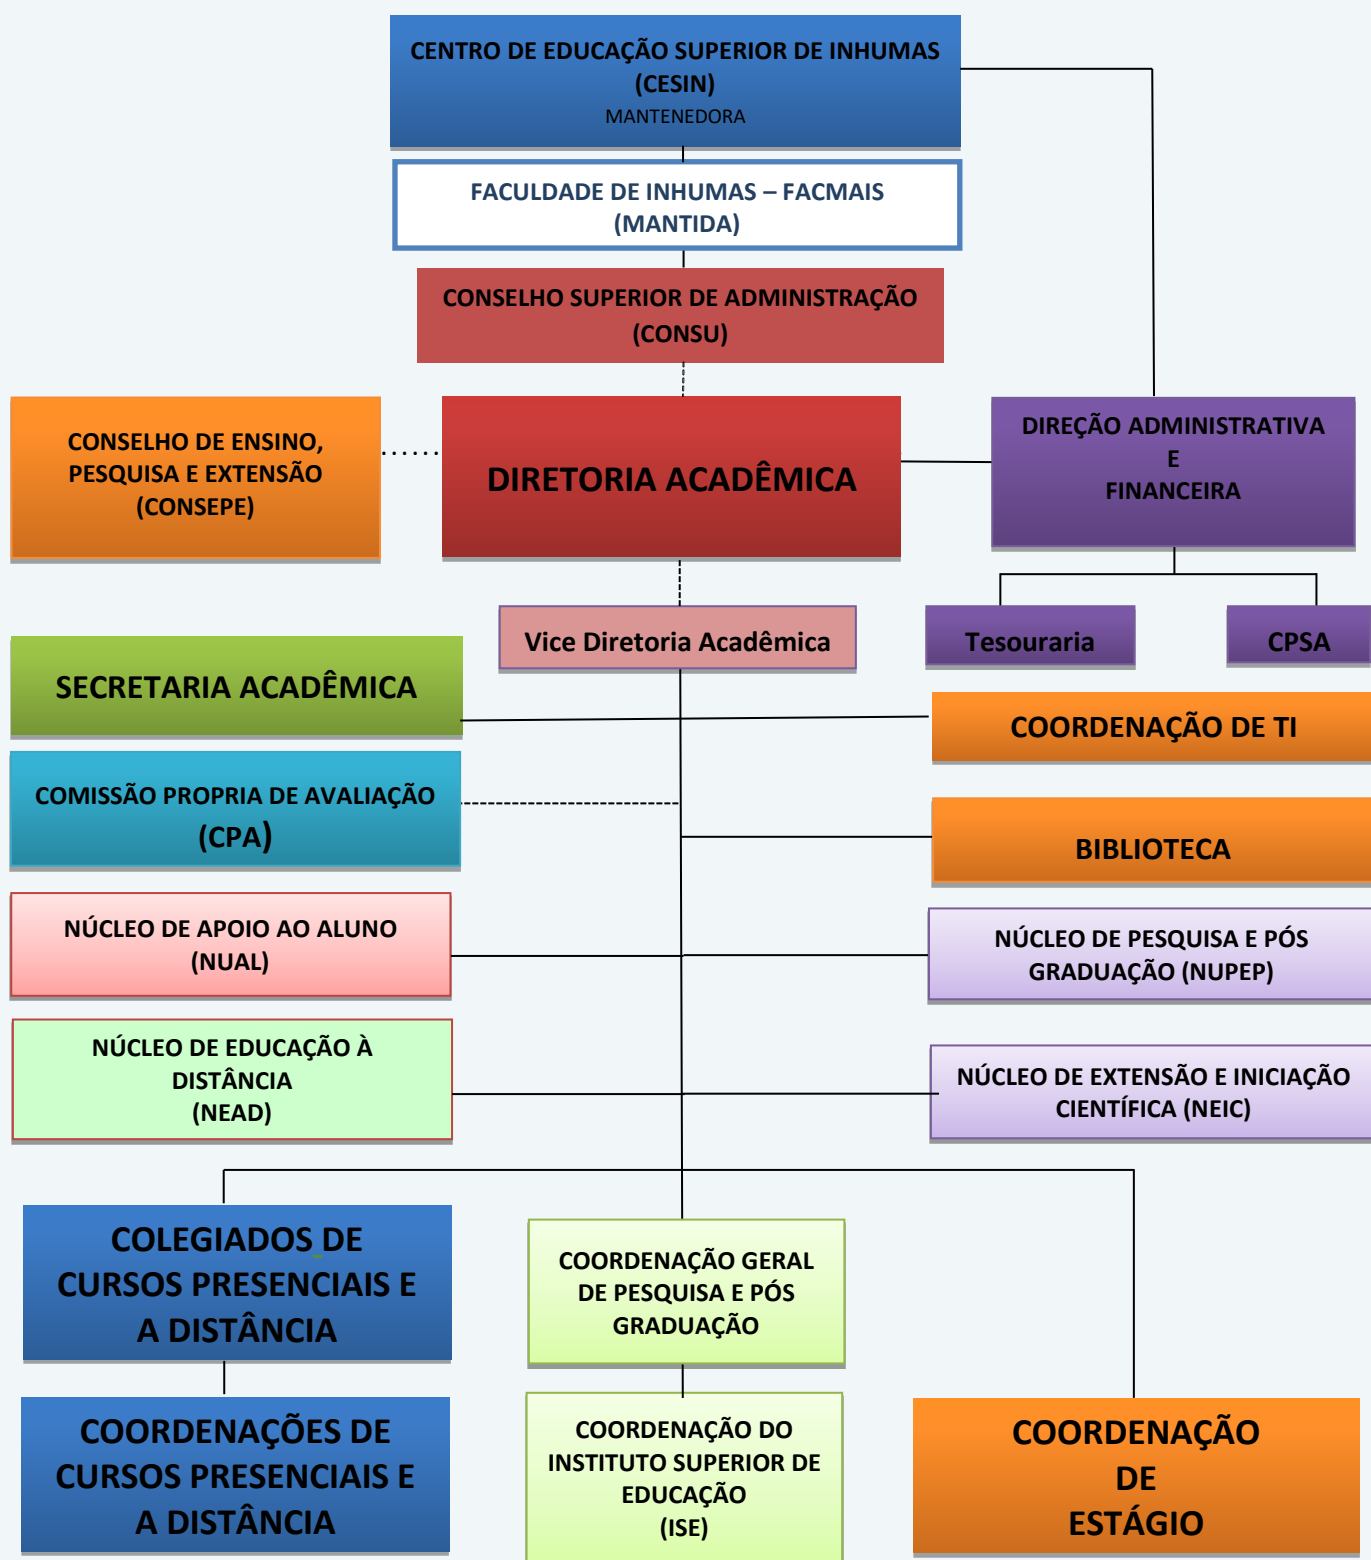 CENTRO DE EDUCAÇÃO SUPERIOR DE INHUMAS
(CESIN)
MANTENEDORA
FACULDADE DE INHUMAS – FACMAIS
(MANTIDA)
CONSELHO SUPERIOR DE ADMINISTRAÇÃO
(CONSU)
CONSELHO DE ENSINO,
PESQUISA E EXTENSÃO
(CONSEPE)
DIRETORIA ACADÊMICA
DIREÇÃO ADMINISTRATIVA
E
FINANCEIRA
Vice Diretoria Acadêmica
Tesouraria
CPSA
SECRETARIA ACADÊMICA
COORDENAÇÃO DE TI
COMISSÃO PROPRIA DE AVALIAÇÃO
(CPA)
BIBLIOTECA
NÚCLEO DE APOIO AO ALUNO
(NUAL)
NÚCLEO DE PESQUISA E PÓS
GRADUAÇÃO (NUPEP)
NÚCLEO DE EDUCAÇÃO À
DISTÂNCIA
(NEAD)
NÚCLEO DE EXTENSÃO E INICIAÇÃO
CIENTÍFICA (NEIC)
COLEGIADOS DE
CURSOS PRESENCIAIS E
A DISTÂNCIA
COORDENAÇÃO GERAL
DE PESQUISA E PÓS
GRADUAÇÃO
COORDENAÇÕES DE
CURSOS PRESENCIAIS E
A DISTÂNCIA
COORDENAÇÃO DO
INSTITUTO SUPERIOR DE
EDUCAÇÃO
(ISE)
COORDENAÇÃO
DE
ESTÁGIO